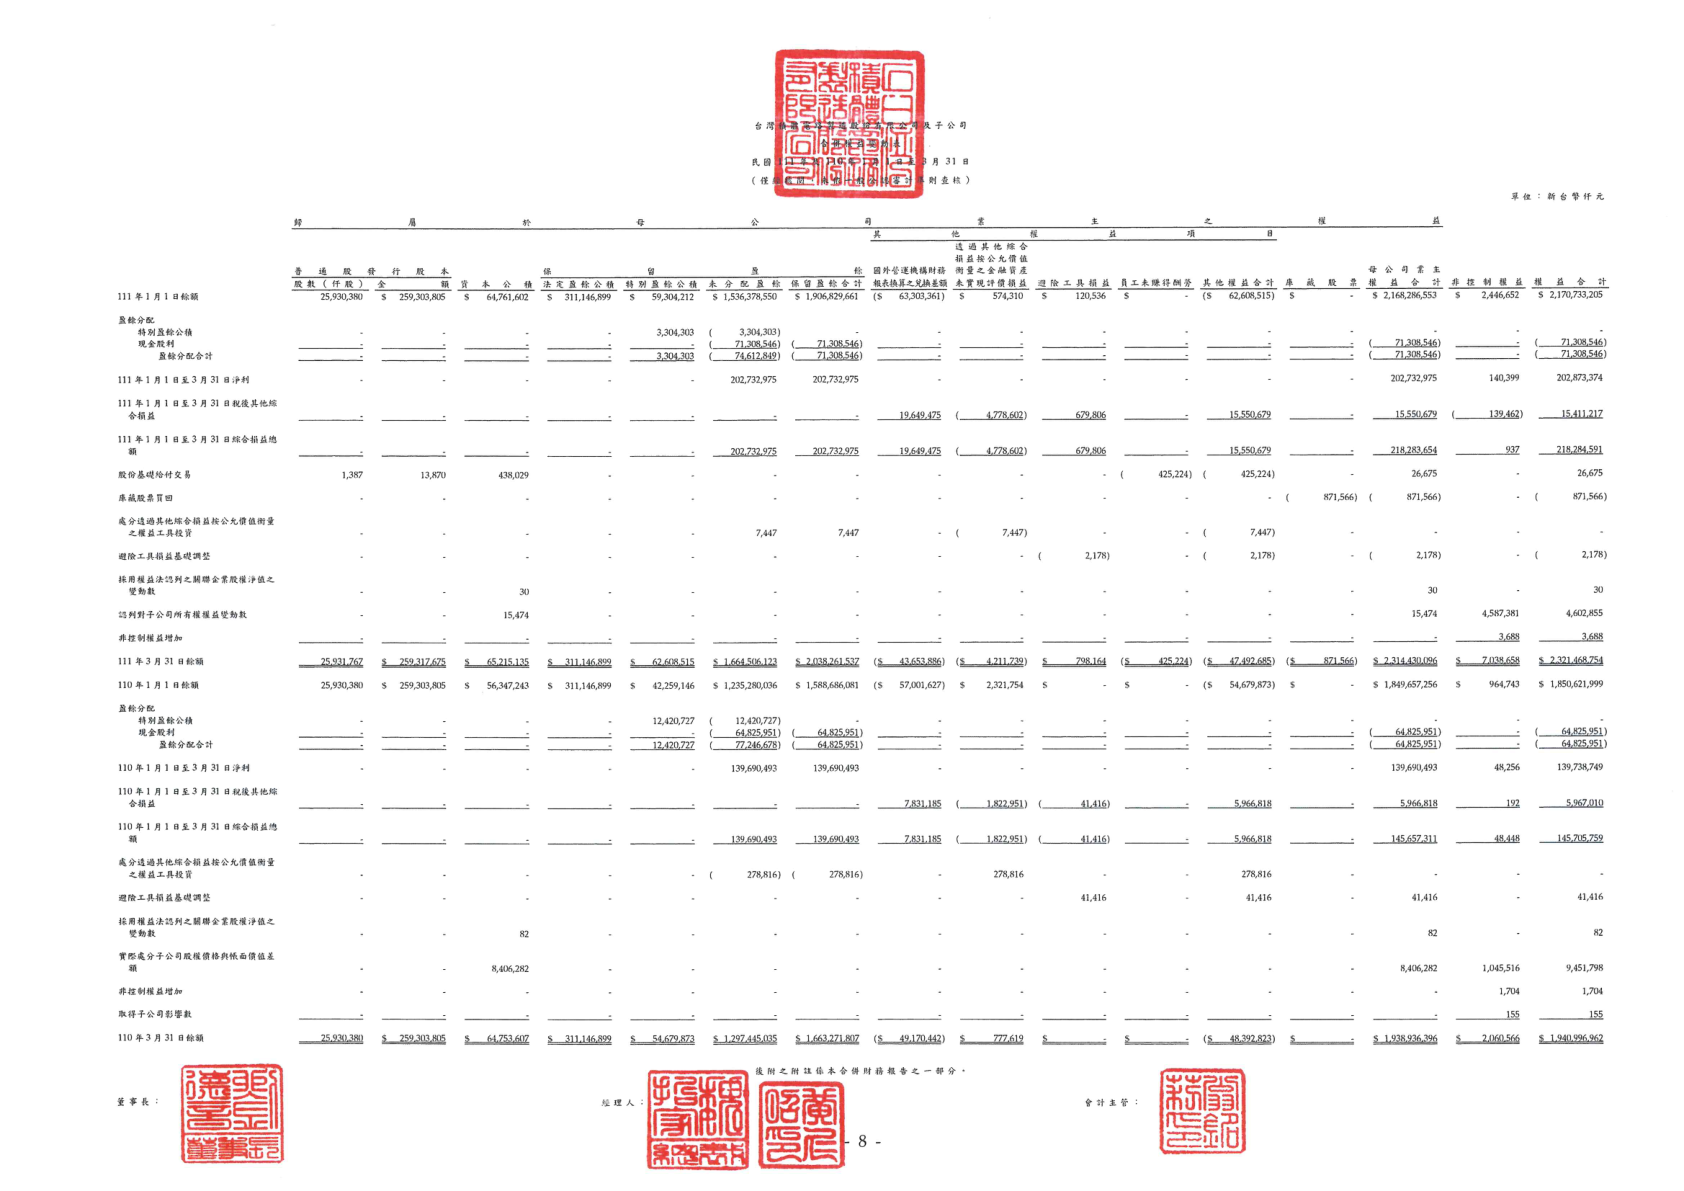 台灣積體電路製造股份有限公司及子公司
合併權益變動表
民國 111 年及 110 年 1 月 1 日至 3 月 31 日
(僅經核閱,未依一般公認審計準則查核)
單位:新台幣仟元
歸屬於母公司業主之權益
其他權益項目
普通股發行股本 保留盈餘
股數(仟股) 金額 資本公積 法定盈餘公積 特別盈餘公積 未分配盈餘 保留盈餘合計 國外營運機構財務報表換算之兌換差額 透過其他綜合損益按公允價值衡量之金融資產未實現評價損益 避險工具損益 員工未賺得酬勞 其他權益合計 庫藏股票 母公司業主權益合計 非控制權益 權益合計
111 年 1 月 1 日餘額 25,930,380 $ 259,303,805 $ 64,761,602 $ 311,146,899 $ 59,304,212 $ 1,536,378,550 $ 1,906,829,661 ($ 63,303,361) $ 574,310 $ 120,536 $ - ($ 62,608,515) $ - $ 2,168,286,553 $ 2,446,652 $ 2,170,733,205
盈餘分配
特別盈餘公積 - - - - 3,304,303 ( 3,304,303) - - - - - - - - - -
現金股利 - - - - - ( 71,308,546) ( 71,308,546) - - - - - - ( 71,308,546) - ( 71,308,546)
盈餘分配合計 - - - - 3,304,303 ( 74,612,849) ( 71,308,546) - - - - - - ( 71,308,546) - ( 71,308,546)
111 年 1 月 1 日至 3 月 31 日淨利 - - - - - 202,732,975 202,732,975 - - - - - - 202,732,975 140,399 202,873,374
111 年 1 月 1 日至 3 月 31 日稅後其他綜
合損益 - - - - - - - 19,649,475 ( 4,778,602) 679,806 - 15,550,679 - 15,550,679 ( 139,462) 15,411,217
111 年 1 月 1 日至 3 月 31 日綜合損益總
額 - - - - - 202,732,975 202,732,975 19,649,475 ( 4,778,602) 679,806 - 15,550,679 - 218,283,654 937 218,284,591
股份基礎給付交易 1,387 13,870 438,029 - - - - - - - ( 425,224) ( 425,224) - 26,675 - 26,675
庫藏股票買回 - - - - - - - - - - - - ( 871,566) ( 871,566) - ( 871,566)
處分透過其他綜合損益按公允價值衡量
之權益工具投資 - - - - - 7,447 7,447 - ( 7,447) - - ( 7,447) - - - -
避險工具損益基礎調整 - - - - - - - - - ( 2,178) - ( 2,178) - ( 2,178) - ( 2,178)
採用權益法認列之關聯企業股權淨值之
變動數 - - 30 - - - - - - - - - - 30 - 30
認列對子公司所有權權益變動數 - - 15,474 - - - - - - - - - - 15,474 4,587,381 4,602,855
非控制權益增加 - - - - - - - - - - - - - - 3,688 3,688
111 年 3 月 31 日餘額 25,931,767 $ 259,317,675 $ 65,215,135 $ 311,146,899 $ 62,608,515 $ 1,664,506,123 $ 2,038,261,537 ($ 43,653,886) ($ 4,211,739) $ 798,164 ($ 425,224) ($ 47,492,685) ($ 871,566) $ 2,314,430,096 $ 7,038,658 $ 2,321,468,754
110 年 1 月 1 日餘額 25,930,380 $ 259,303,805 $ 56,347,243 $ 311,146,899 $ 42,259,146 $ 1,235,280,036 $ 1,588,686,081 ($ 57,001,627) $ 2,321,754 $ - $ - ($ 54,679,873) $ - $ 1,849,657,256 $ 964,743 $ 1,850,621,999
盈餘分配
特別盈餘公積 - - - - 12,420,727 ( 12,420,727) - - - - - - - - - -
現金股利 - - - - - ( 64,825,951) ( 64,825,951) - - - - - - ( 64,825,951) - ( 64,825,951)
盈餘分配合計 - - - - 12,420,727 ( 77,246,678) ( 64,825,951) - - - - - - ( 64,825,951) - ( 64,825,951)
110 年 1 月 1 日至 3 月 31 日淨利 - - - - - 139,690,493 139,690,493 - - - - - - 139,690,493 48,256 139,738,749
110 年 1 月 1 日至 3 月 31 日稅後其他綜
合損益 - - - - - - - 7,831,185 ( 1,822,951) ( 41,416) - 5,966,818 - 5,966,818 192 5,967,010
110 年 1 月 1 日至 3 月 31 日綜合損益總
額 - - - - - 139,690,493 139,690,493 7,831,185 ( 1,822,951) ( 41,416) - 5,966,818 - 145,657,311 48,448 145,705,759
處分透過其他綜合損益按公允價值衡量
之權益工具投資 - - - - - ( 278,816) ( 278,816) - 278,816 - - 278,816 - - - -
避險工具損益基礎調整 - - - - - - - - - 41,416 - 41,416 - 41,416 - 41,416
採用權益法認列之關聯企業股權淨值之
變動數 - - 82 - - - - - - - - - - 82 - 82
實際處分子公司股權價格與帳面價值差
額 - - 8,406,282 - - - - - - - - - - 8,406,282 1,045,516 9,451,798
非控制權益增加 - - - - - - - - - - - - - - 1,704 1,704
取得子公司影響數 - - - - - - - - - - - - - - 155 155
110 年 3 月 31 日餘額 25,930,380 $ 259,303,805 $ 64,753,607 $ 311,146,899 $ 54,679,873 $ 1,297,445,035 $ 1,663,271,807 ($ 49,170,442) $ 777,619 $ - $ - ($ 48,392,823) $ - $ 1,938,936,396 $ 2,060,566 $ 1,940,996,962
後附之附註係本合併財務報告之一部分。
董事長: 經理人: 會計主管:
- 8 -